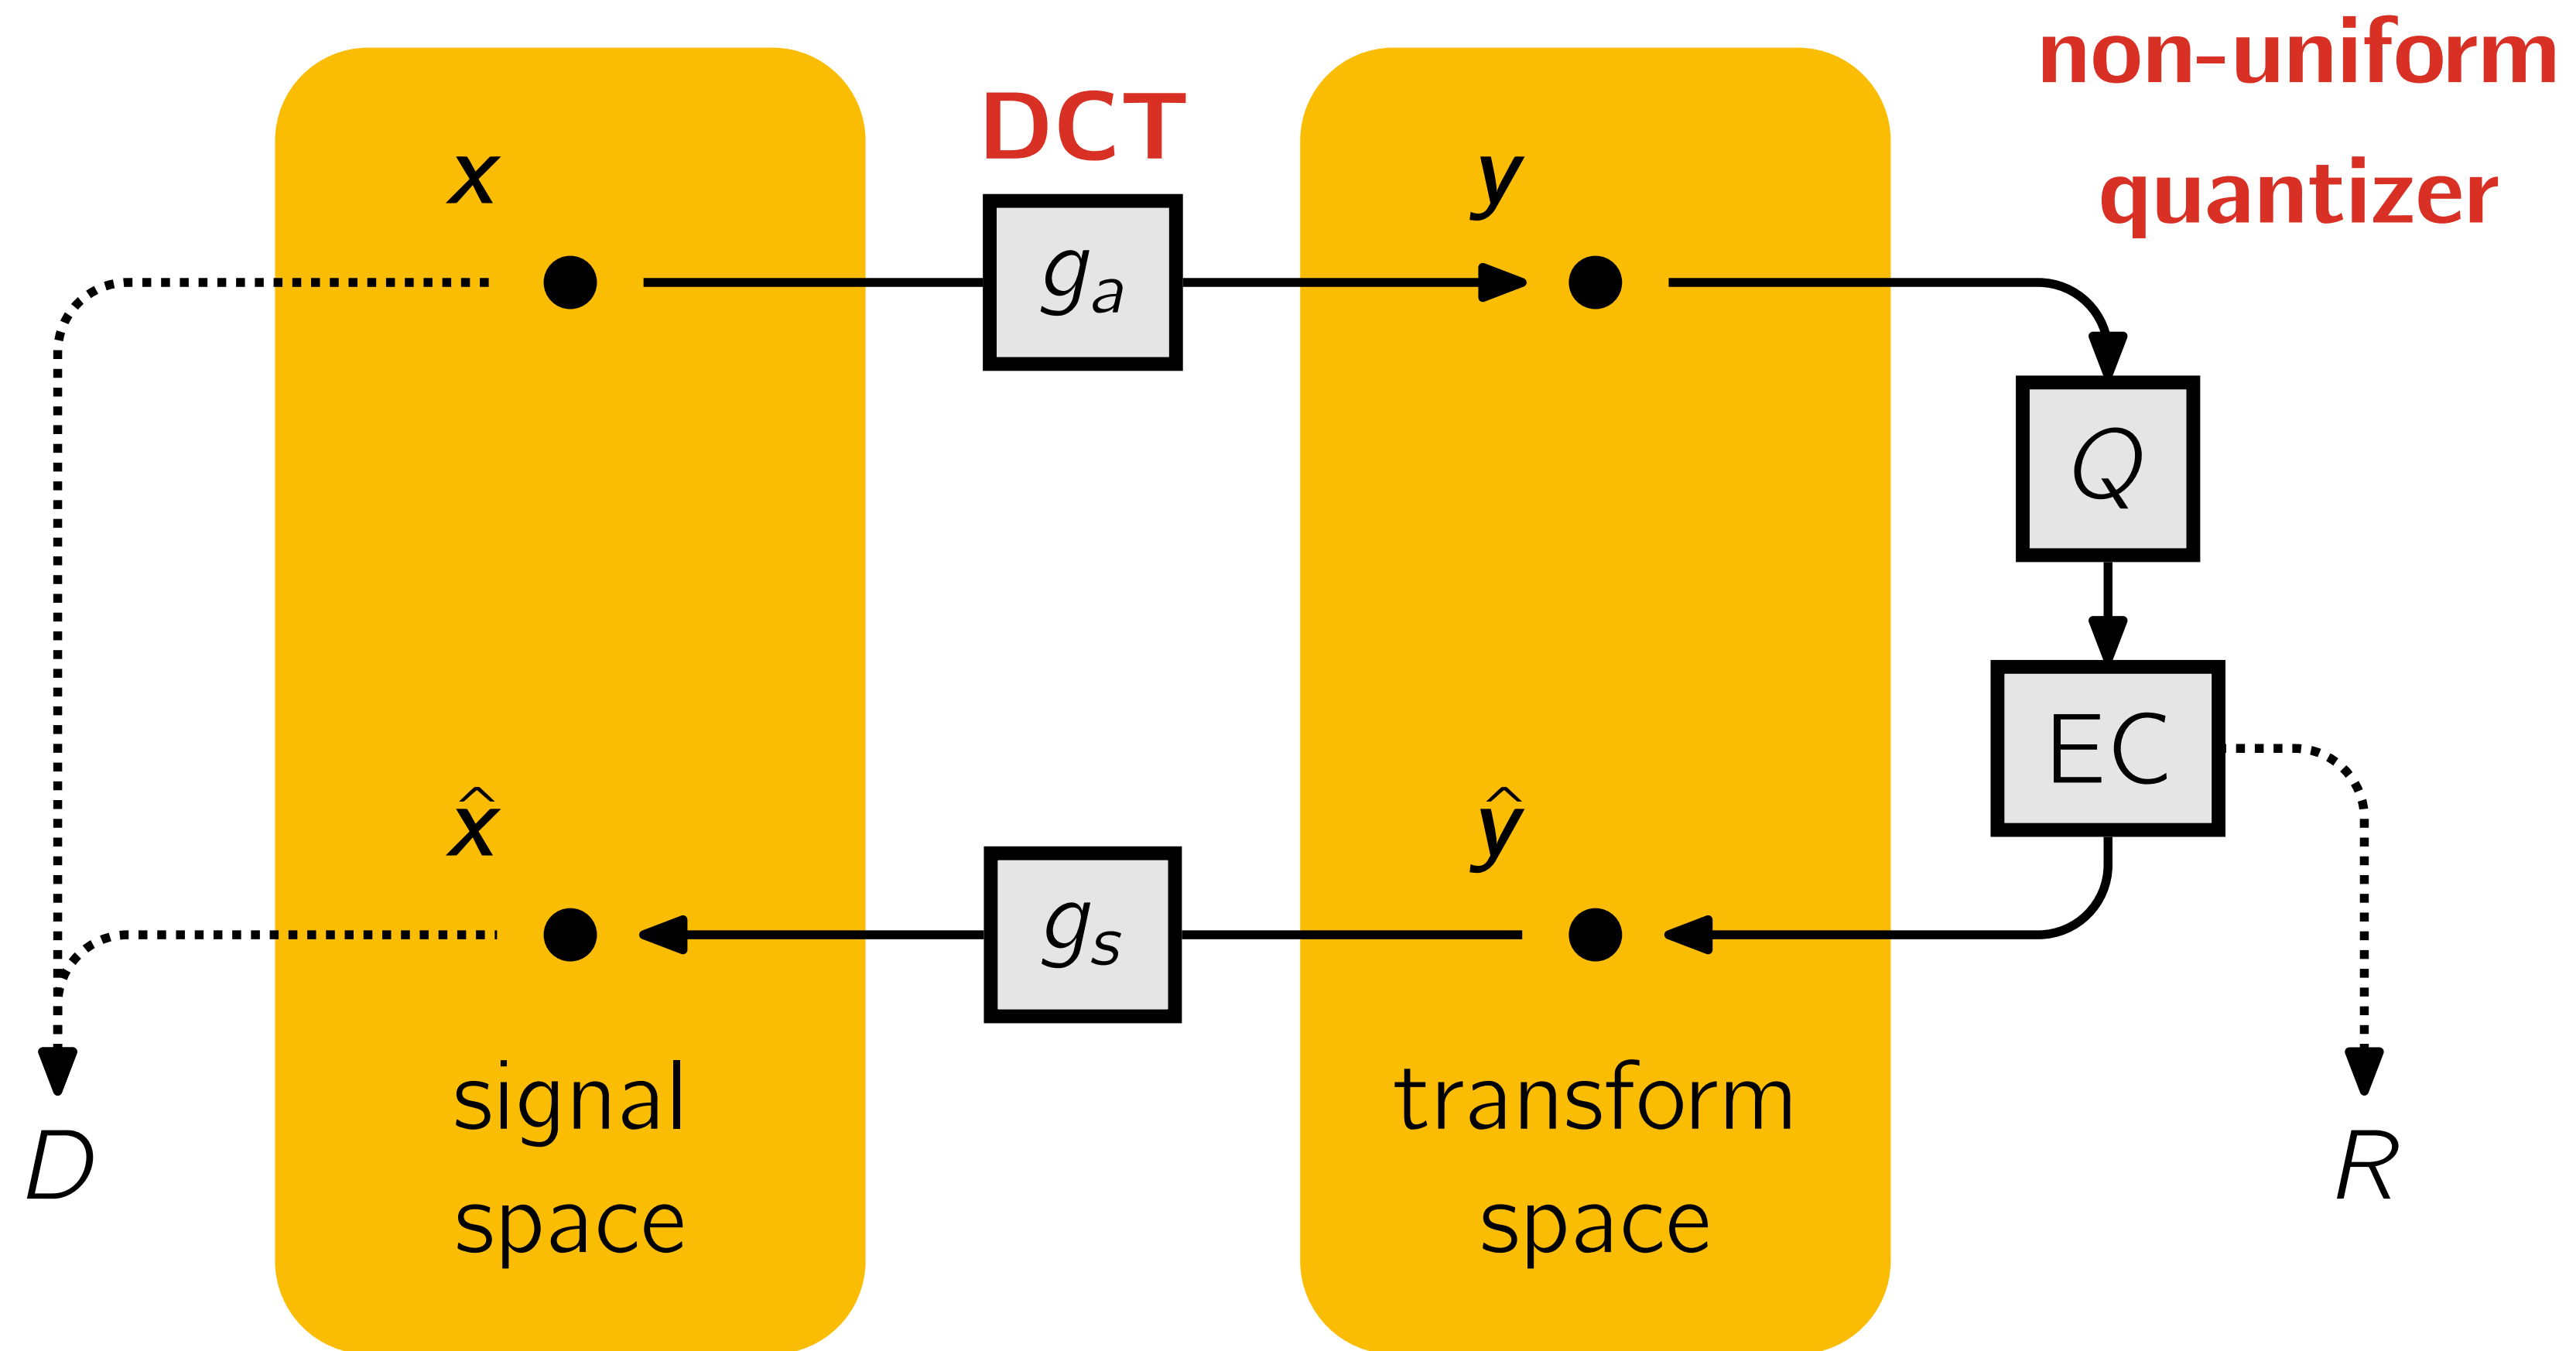 non-uniform
quantizer
DCT
x
y
g_a
Q
EC
x̂
ŷ
g_s
signal
space
transform
space
D
R